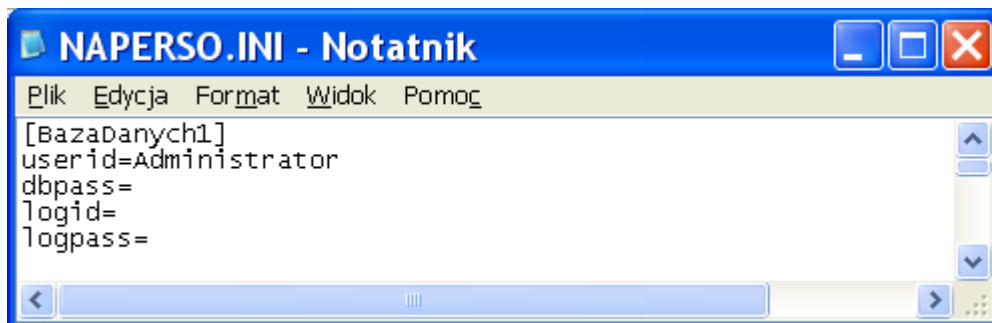 NAPERSO.INI - Notatnik
Plik Edycja Format Widok Pomoc
[BazaDanych1]
userid=Administrator
dbpass=
logid=
logpass=